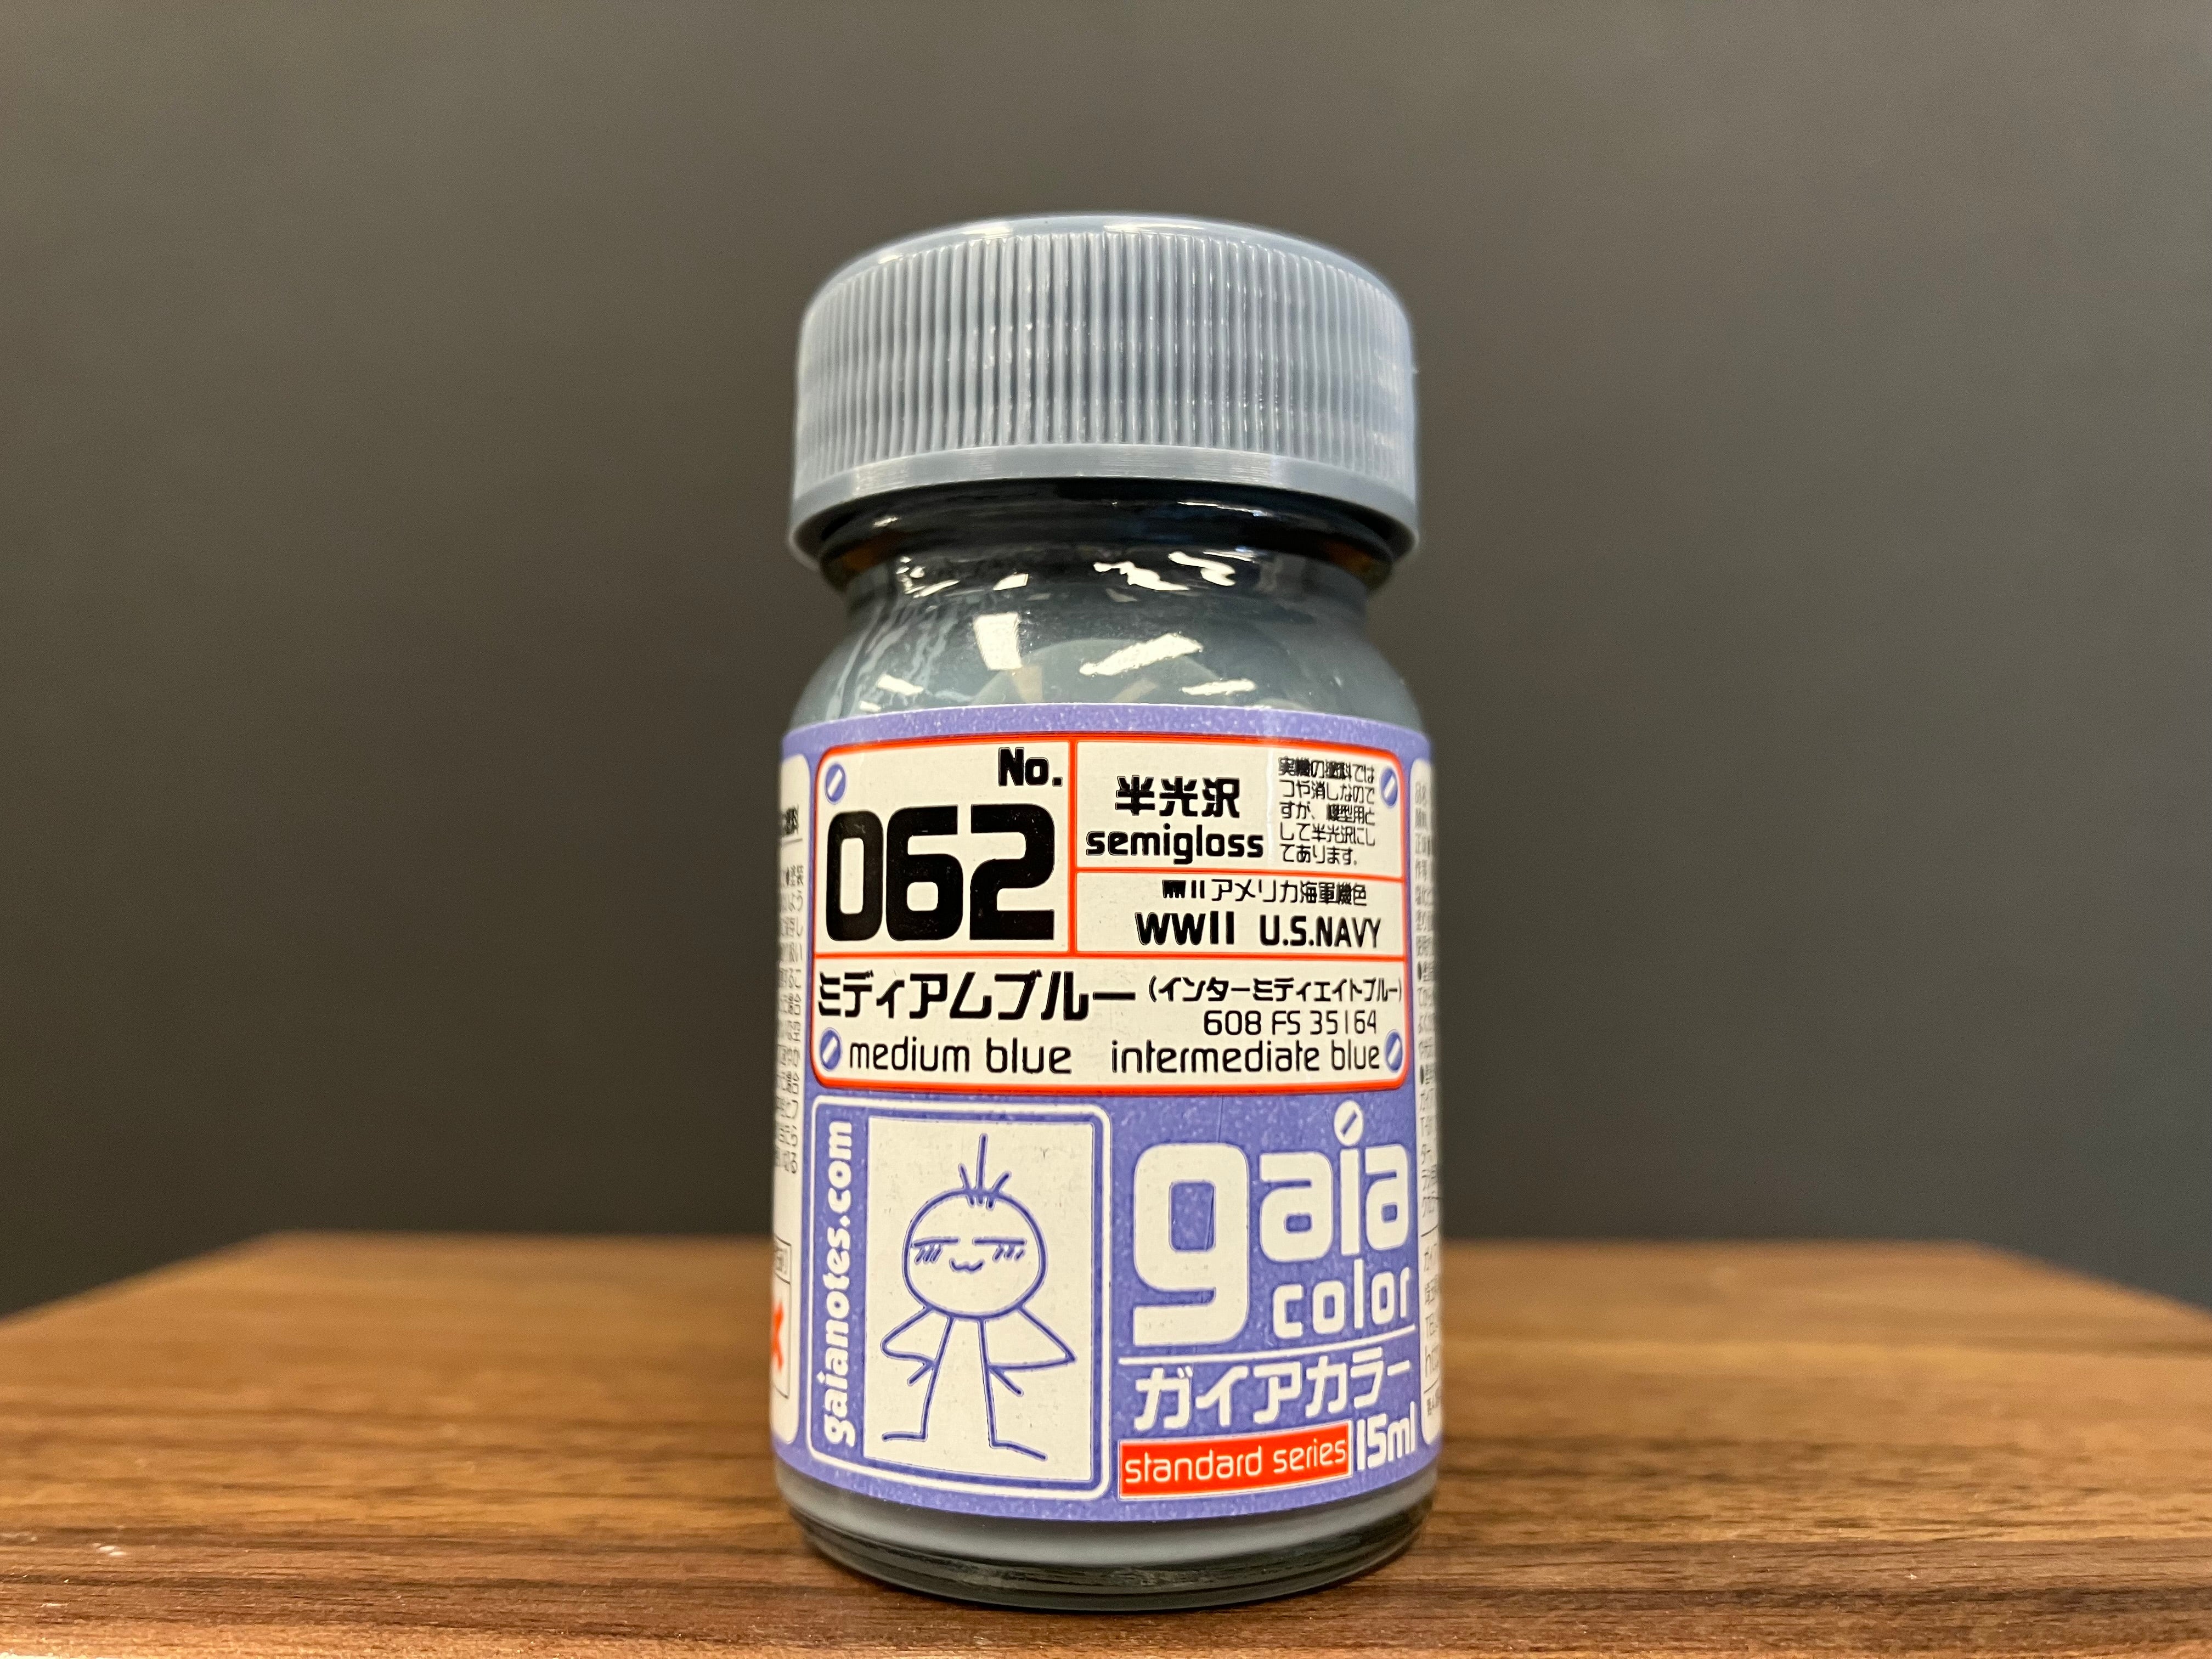 No.
062
半光沢
semigloss
実機の塗料では
つや消しなので
すが、模型用と
して半光沢にし
てあります。
WWII アメリカ海軍機色
WWII U.S.NAVY
ミディアムブルー (インターミディエイトブルー)
608 FS 35164
medium blue intermediate blue
gaianotes.com
gaia
color
ガイアカラー
standard series 15ml